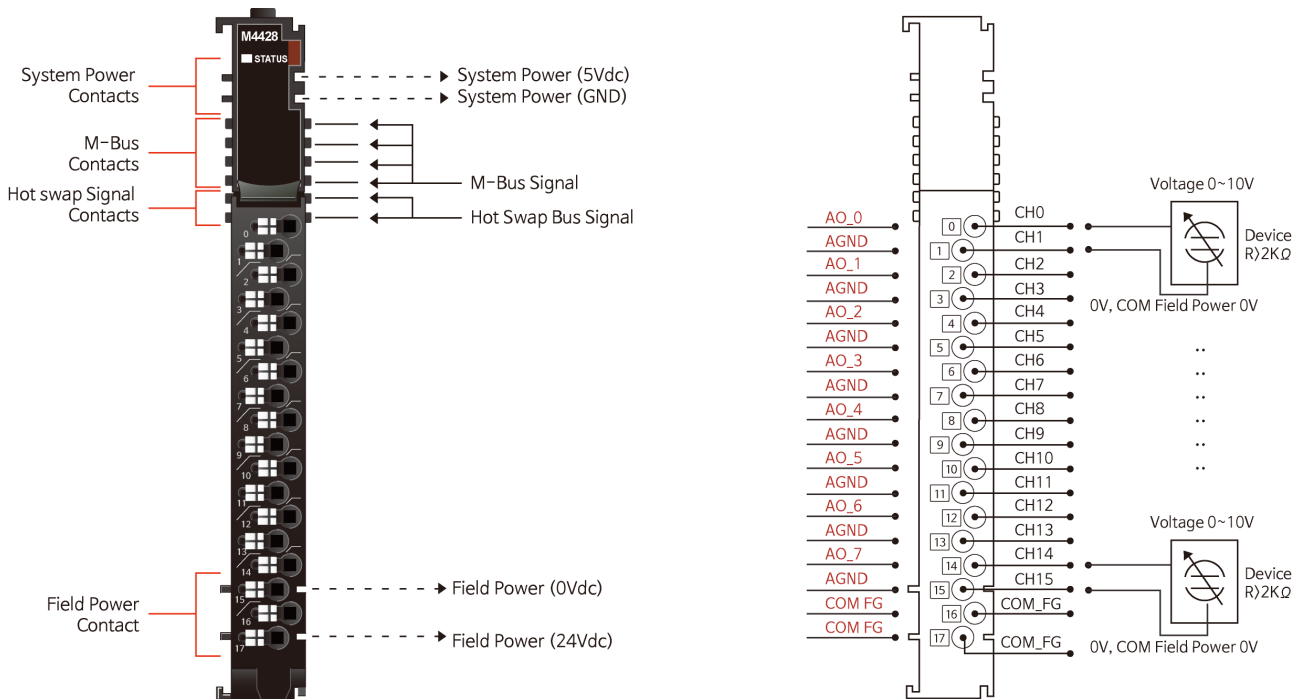 M4428
STATUS
System Power
Contacts
System Power (5Vdc)
System Power (GND)
M-Bus
Contacts
Hot swap Signal
Contacts
M-Bus Signal
Hot Swap Bus Signal
0
1
2
3
4
5
6
7
8
9
10
11
12
13
14
15
16
17
Field Power
Contact
Field Power (0Vdc)
Field Power (24Vdc)
AO_0
AGND
AO_1
AGND
AO_2
AGND
AO_3
AGND
AO_4
AGND
AO_5
AGND
AO_6
AGND
AO_7
AGND
COM FG
COM FG
0
1
2
3
4
5
6
7
8
9
10
11
12
13
14
15
16
17
CH0
CH1
CH2
CH3
CH4
CH5
CH6
CH7
CH8
CH9
CH10
CH11
CH12
CH13
CH14
CH15
COM_FG
COM_FG
Voltage 0~10V
Device
R⟩2KΩ
0V, COM Field Power 0V
Voltage 0~10V
Device
R⟩2KΩ
0V, COM Field Power 0V